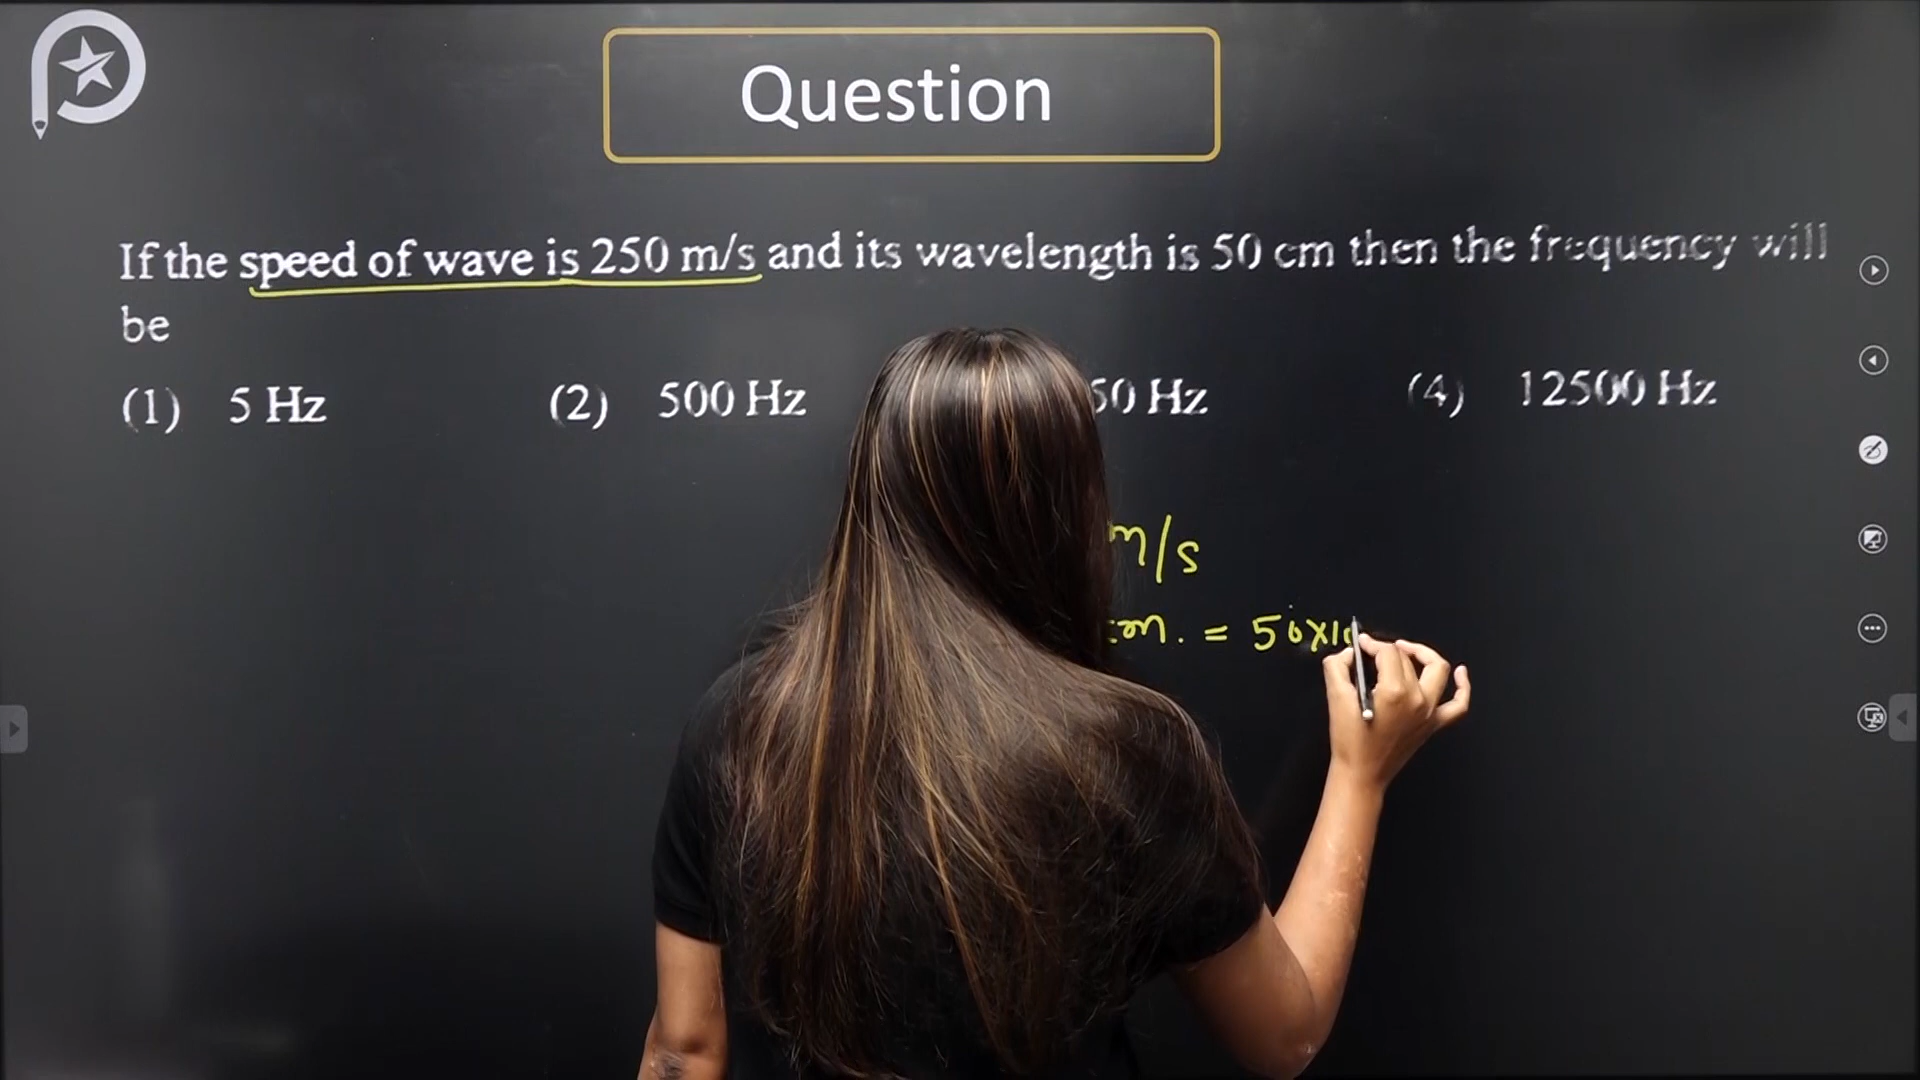 Question
If the speed of wave is 250 m/s and its wavelength is 50 cm then the frequency will
be
(1) 5 Hz (2) 500 Hz 50 Hz (4) 12500 Hz
m/s
cm. = 50x10